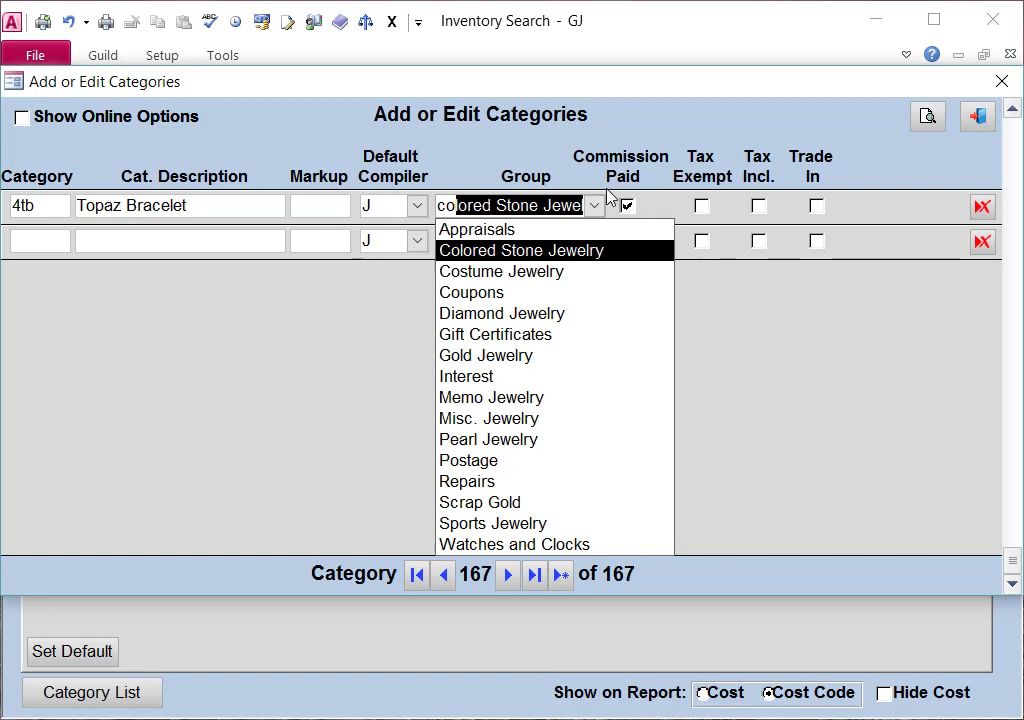 A ABC X Inventory Search - GJ
File Guild Setup Tools ?
Add or Edit Categories
Show Online Options Add or Edit Categories
Default Commission Tax Tax Trade
Category Cat. Description Markup Compiler Group Paid Exempt Incl. In
4tb Topaz Bracelet J colored Stone Jewel
J
Appraisals
Colored Stone Jewelry
Costume Jewelry
Coupons
Diamond Jewelry
Gift Certificates
Gold Jewelry
Interest
Memo Jewelry
Misc. Jewelry
Pearl Jewelry
Postage
Repairs
Scrap Gold
Sports Jewelry
Watches and Clocks
Category 167 of 167
Set Default
Category List Show on Report: Cost Cost Code Hide Cost